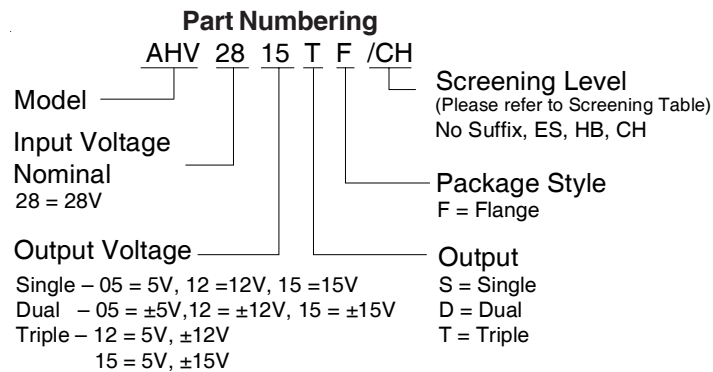 Part Numbering
AHV 28 15 T F /CH
Model
Input Voltage
Nominal
28 = 28V
Output Voltage
Single – 05 = 5V, 12 =12V, 15 =15V
Dual – 05 = ±5V,12 = ±12V, 15 = ±15V
Triple – 12 = 5V, ±12V
15 = 5V, ±15V
Screening Level
(Please refer to Screening Table)
No Suffix, ES, HB, CH
Package Style
F = Flange
Output
S = Single
D = Dual
T = Triple